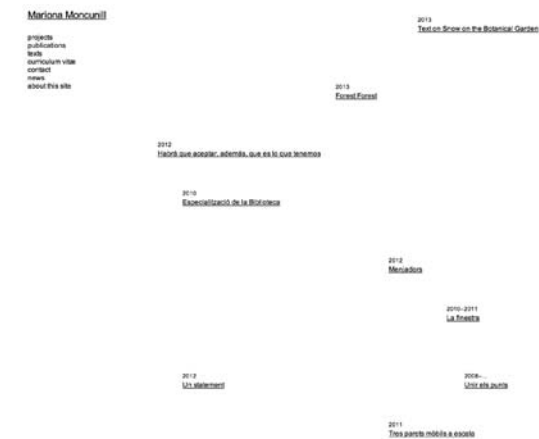 Mariona Moncunill
projects
publications
texts
curriculum vitæ
contact
news
about this site
2013
Text on Snow on the Botanical Garden
2013
Forest Forest
2012
Habrá que aceptar, además, que es lo que tenemos
2010
Especialització de la Biblioteca
2012
Mercadors
2010–2011
La finestra
2012
Un statement
2008–...
Unir els punts
2011
Tres parets mòbils a escala